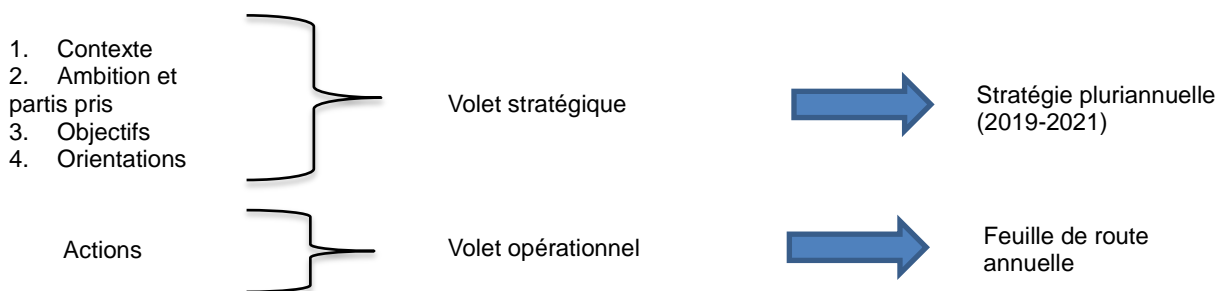 1. Contexte
2. Ambition et
partis pris
3. Objectifs
4. Orientations
Volet stratégique
Stratégie pluriannuelle
(2019-2021)
Actions
Volet opérationnel
Feuille de route
annuelle